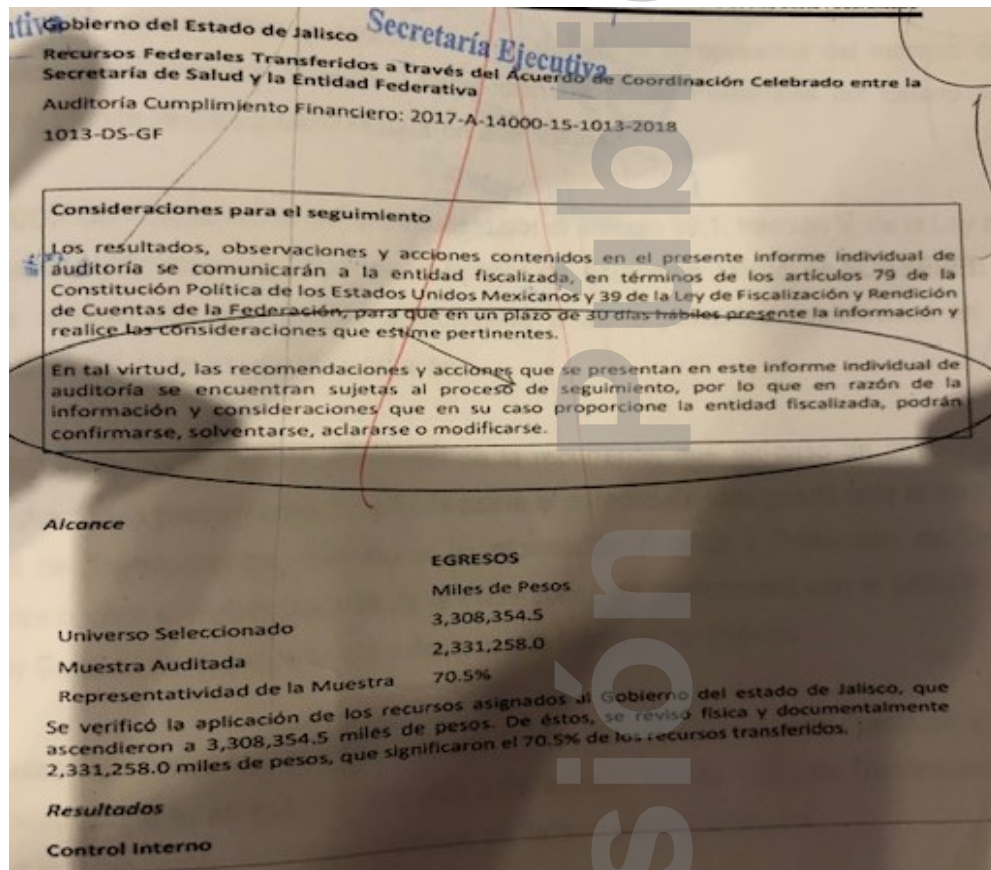 tiva
Secretaría Ejecutiva
Gobierno del Estado de Jalisco
Recursos Federales Transferidos a través del Acuerdo de Coordinación Celebrado entre la
Secretaría de Salud y la Entidad Federativa
Auditoría Cumplimiento Financiero: 2017-A-14000-15-1013-2018
1013-DS-GF
Consideraciones para el seguimiento
Los resultados, observaciones y acciones contenidos en el presente informe individual de
auditoría se comunicarán a la entidad fiscalizada, en términos de los artículos 79 de la
Constitución Política de los Estados Unidos Mexicanos y 39 de la Ley de Fiscalización y Rendición
de Cuentas de la Federación, para que en un plazo de 30 días hábiles presente la información y
realice las consideraciones que estime pertinentes.
En tal virtud, las recomendaciones y acciones que se presentan en este informe individual de
auditoría se encuentran sujetas al proceso de seguimiento, por lo que en razón de la
información y consideraciones que en su caso proporcione la entidad fiscalizada, podrán
confirmarse, solventarse, aclararse o modificarse.
Alcance
EGRESOS
Miles de Pesos
Universo Seleccionado 3,308,354.5
Muestra Auditada 2,331,258.0
Representatividad de la Muestra 70.5%
Se verificó la aplicación de los recursos asignados al Gobierno del estado de Jalisco, que
ascendieron a 3,308,354.5 miles de pesos. De éstos, se revisó física y documentalmente
2,331,258.0 miles de pesos, que significaron el 70.5% de los recursos transferidos.
Resultados
Control Interno
sión Públi